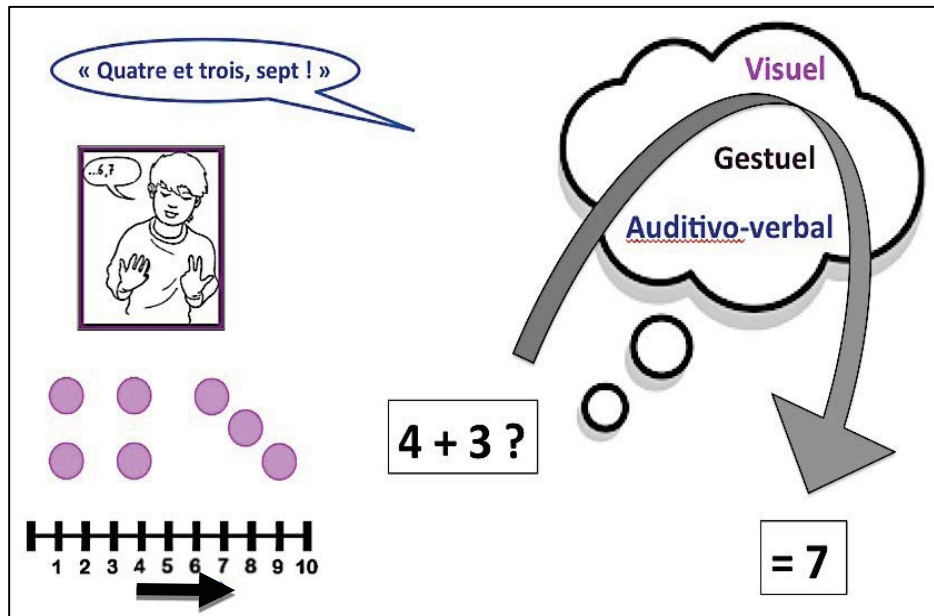 « Quatre et trois, sept ! »
...6,7
Visuel
Gestuel
Auditivo-verbal
4 + 3 ?
1 2 3 4 5 6 7 8 9 10
= 7